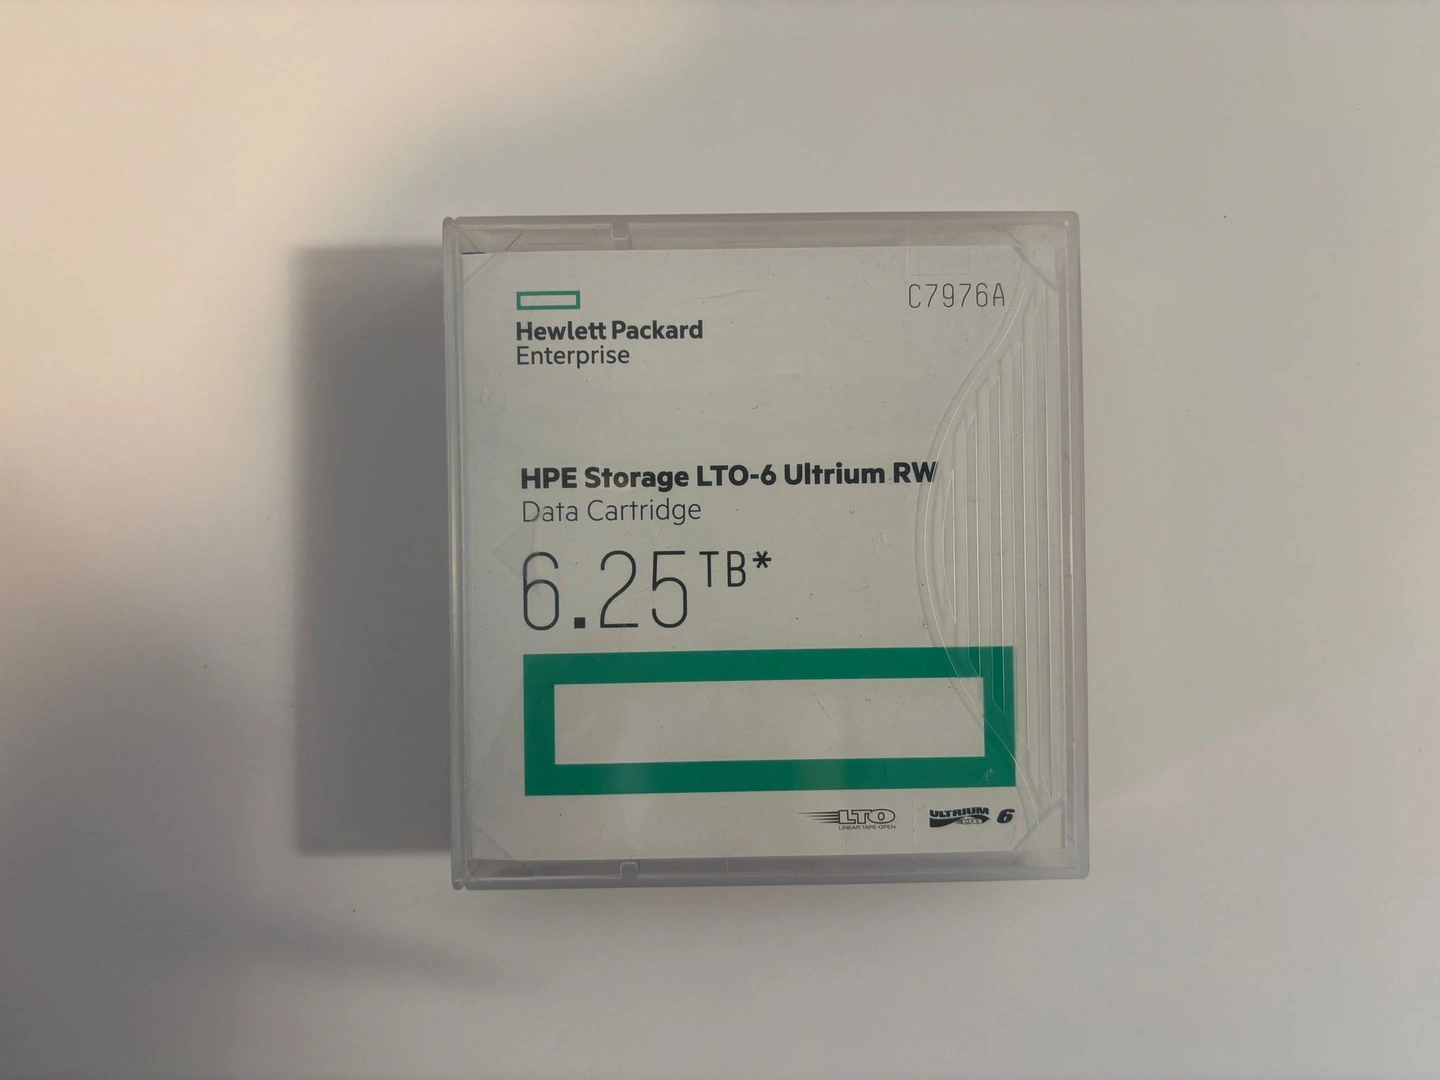 C7976A
Hewlett Packard
Enterprise
HPE Storage LTO-6 Ultrium RW
Data Cartridge
6.25TB*
LTO
LINEAR TAPE-OPEN
ULTRIUM
LTO
6